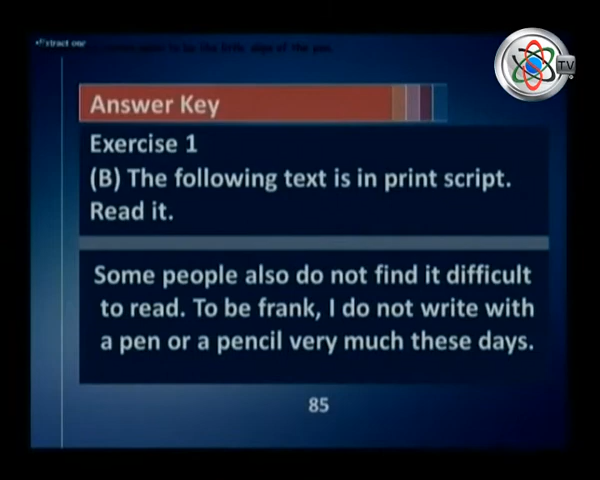 Extract one
TV
Answer Key
Exercise 1
(B) The following text is in print script.
Read it.
Some people also do not find it difficult
to read. To be frank, I do not write with
a pen or a pencil very much these days.
85